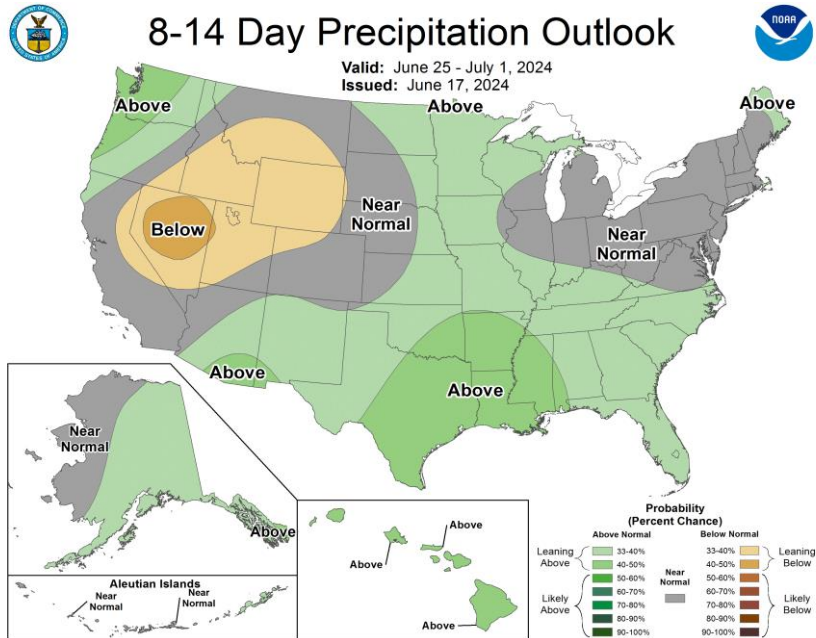 8-14 Day Precipitation Outlook
Valid: June 25 - July 1, 2024
Issued: June 17, 2024
NOAA
Above
Above
Above
Near
Normal
Below
Near
Normal
Above
Above
Near
Normal
Above
Aleutian Islands
Near
Normal
Near
Normal
Above
Above
Above
Probability
(Percent Chance)
Above Normal
Below Normal
Leaning
Above
33-40%
40-50%
Likely
Above
50-60%
60-70%
70-80%
80-90%
90-100%
Near
Normal
33-40%
40-50%
Leaning
Below
50-60%
60-70%
70-80%
80-90%
90-100%
Likely
Below